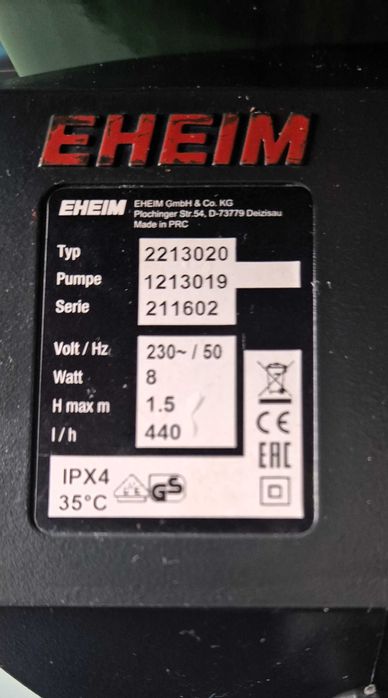 EHEIM
EHEIM EHEIM GmbH & Co. KG
Plochinger Str.54, D-73779 Deizisau
Made in PRC
Typ 2213020
Pumpe 1213019
Serie 211602
Volt / Hz 230~ / 50
Watt 8
H max m 1.5
l / h 440
IPX4
35°C
GS
CE
EAC